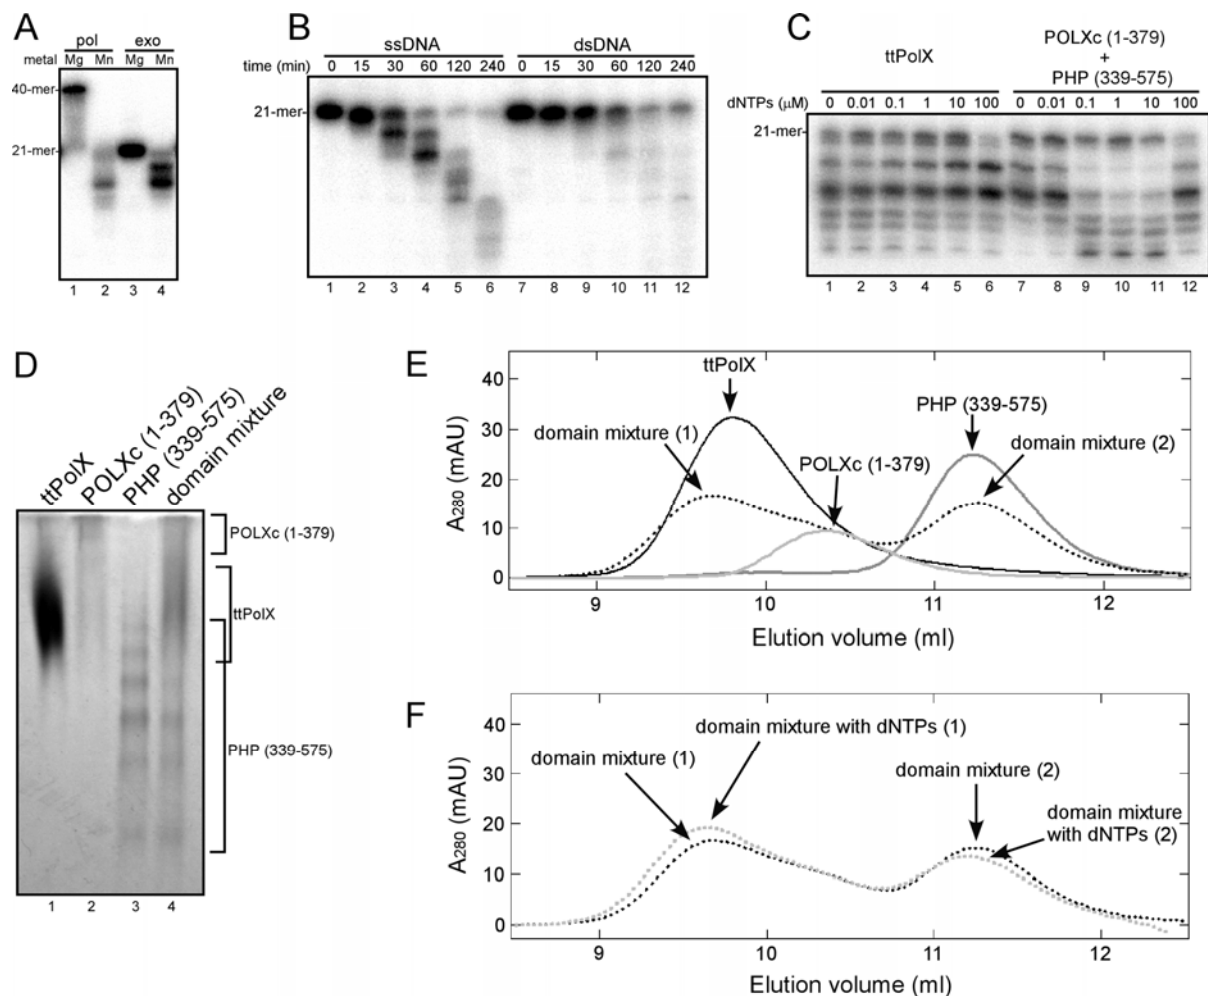 A
pol exo
metal Mg Mn Mg Mn
40-mer
21-mer
1 2 3 4
B
ssDNA dsDNA
time (min) 0 15 30 60 120 240 0 15 30 60 120 240
21-mer
1 2 3 4 5 6 7 8 9 10 11 12
C
ttPolX
POLXc (1-379)
+
PHP (339-575)
dNTPs (μM) 0 0.01 0.1 1 10 100 0 0.01 0.1 1 10 100
21-mer
1 2 3 4 5 6 7 8 9 10 11 12
D
ttPolX
POLXc (1-379)
PHP (339-575)
domain mixture
POLXc (1-379)
ttPolX
PHP (339-575)
1 2 3 4
E
ttPolX
PHP (339-575)
domain mixture (1)
domain mixture (2)
POLXc (1-379)
A280 (mAU)
40
30
20
10
0
9 10 11 12
Elution volume (ml)
F
domain mixture with dNTPs (1)
domain mixture (1)
domain mixture (2)
domain mixture
with dNTPs (2)
A280 (mAU)
40
30
20
10
0
9 10 11 12
Elution volume (ml)